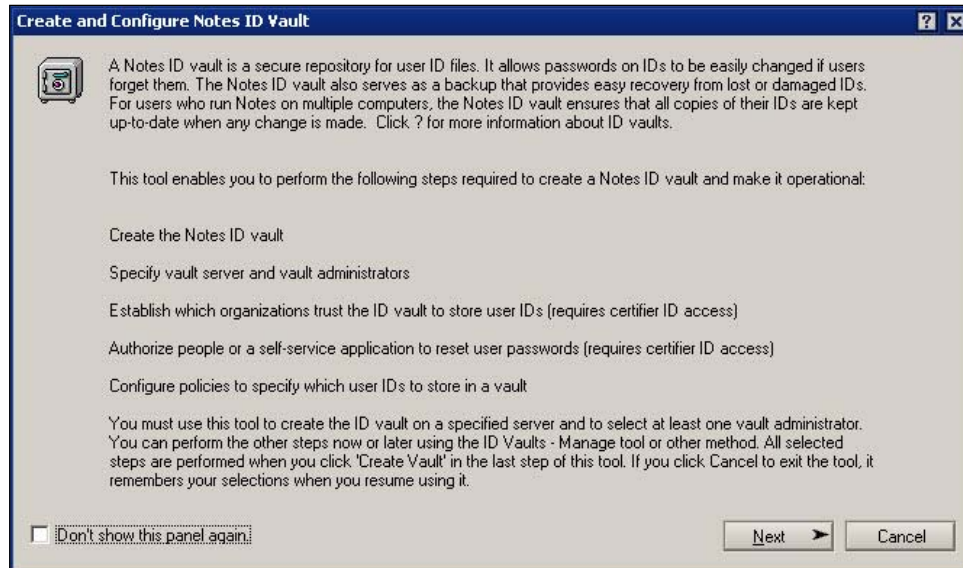 Create and Configure Notes ID Vault
A Notes ID vault is a secure repository for user ID files. It allows passwords on IDs to be easily changed if users
forget them. The Notes ID vault also serves as a backup that provides easy recovery from lost or damaged IDs.
For users who run Notes on multiple computers, the Notes ID vault ensures that all copies of their IDs are kept
up-to-date when any change is made. Click ? for more information about ID vaults.
This tool enables you to perform the following steps required to create a Notes ID vault and make it operational:
Create the Notes ID vault
Specify vault server and vault administrators
Establish which organizations trust the ID vault to store user IDs (requires certifier ID access)
Authorize people or a self-service application to reset user passwords (requires certifier ID access)
Configure policies to specify which user IDs to store in a vault
You must use this tool to create the ID vault on a specified server and to select at least one vault administrator.
You can perform the other steps now or later using the ID Vaults - Manage tool or other method. All selected
steps are performed when you click 'Create Vault' in the last step of this tool. If you click Cancel to exit the tool, it
remembers your selections when you resume using it.
Don't show this panel again.
Next
Cancel